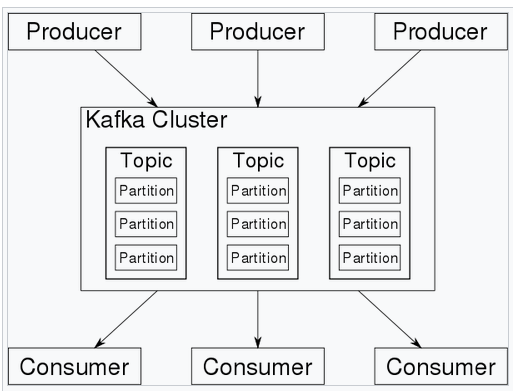 Producer Producer Producer
Kafka Cluster
Topic Topic Topic
Partition Partition Partition
Partition Partition Partition
Partition Partition Partition
Consumer Consumer Consumer